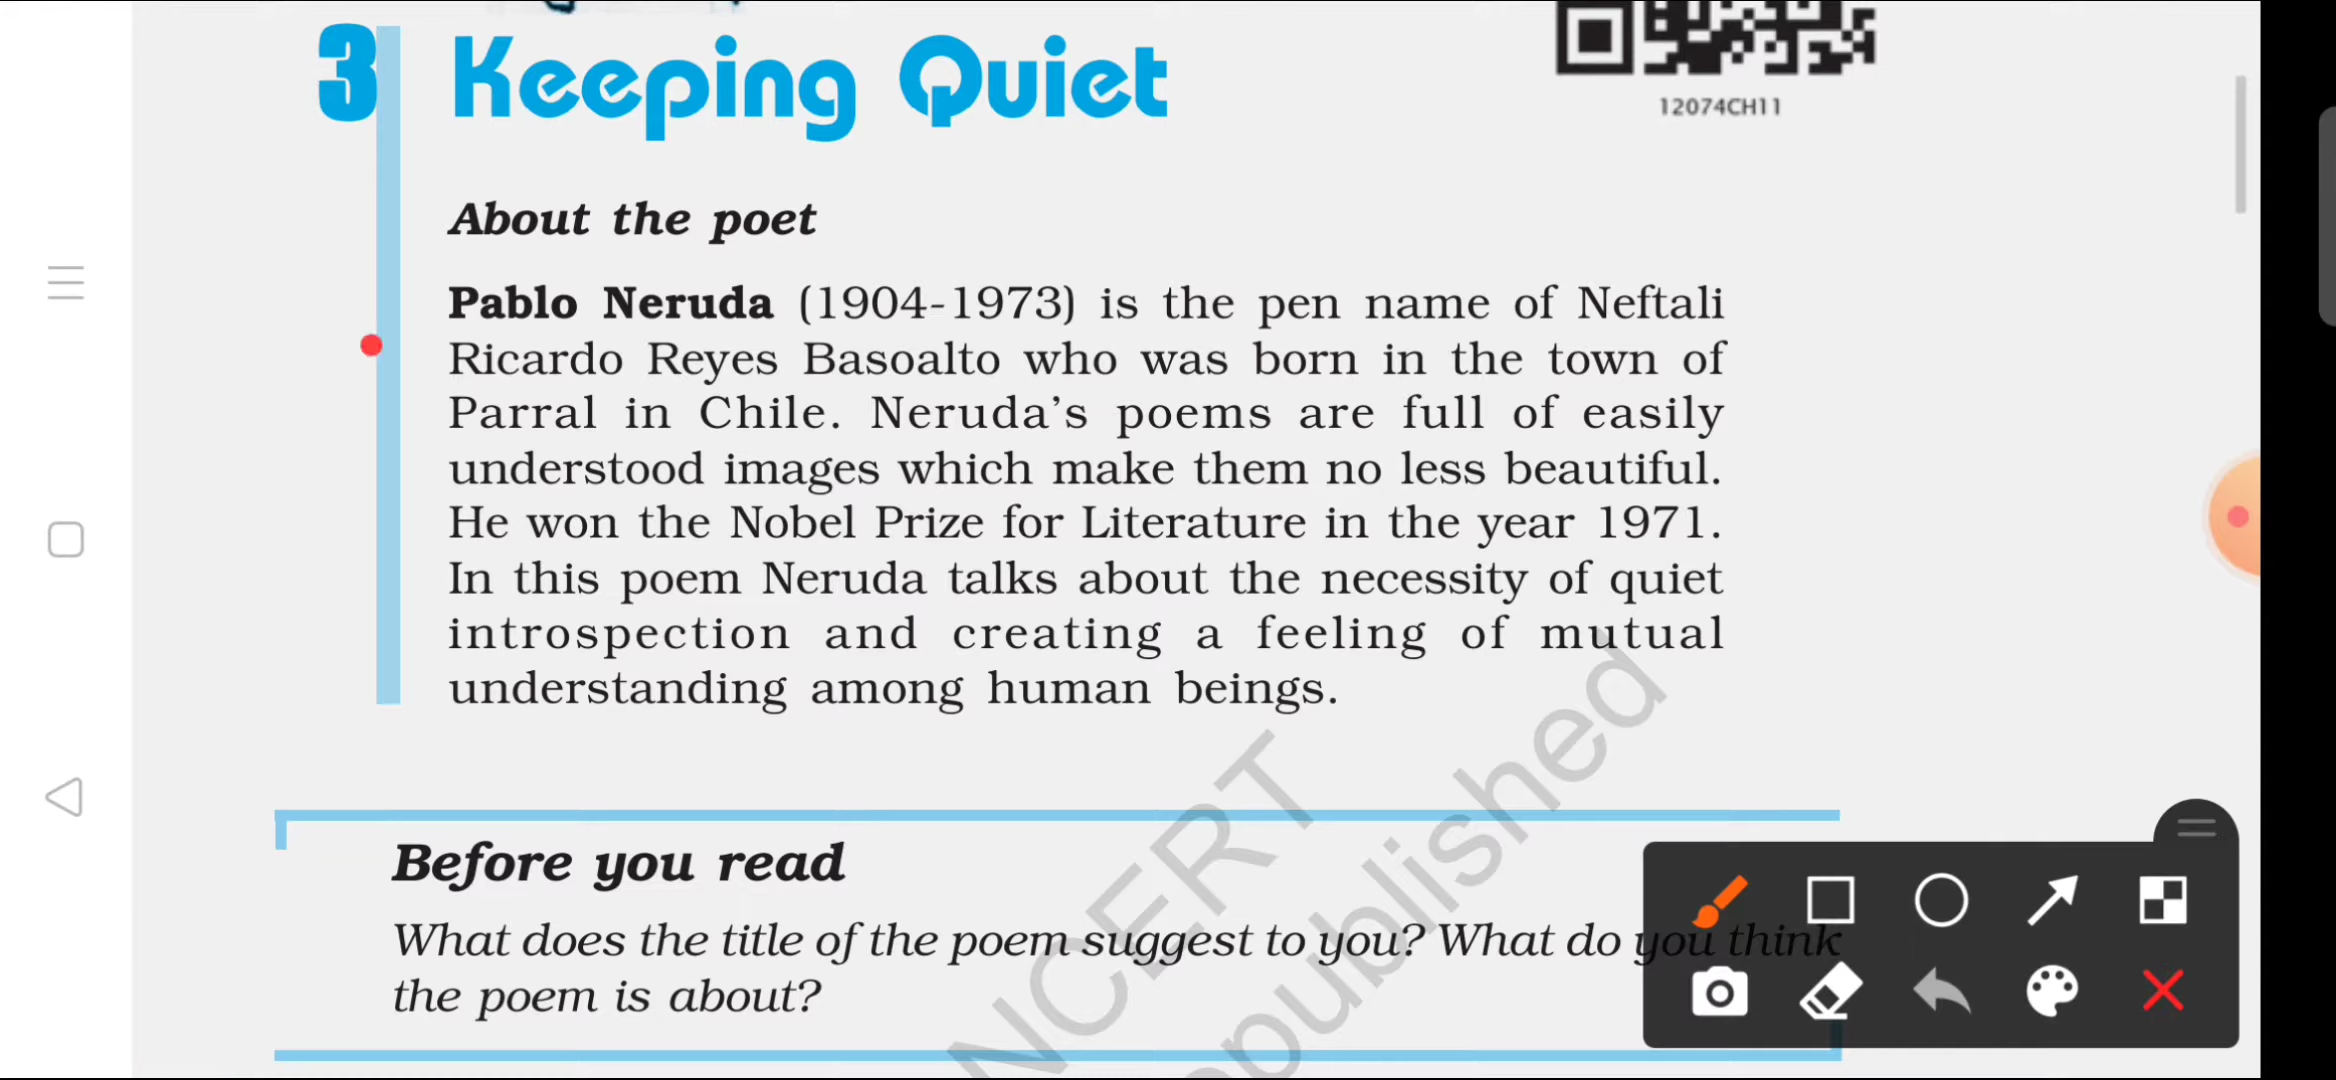 3 Keeping Quiet
12074CH11
About the poet
Pablo Neruda (1904-1973) is the pen name of Neftali
Ricardo Reyes Basoalto who was born in the town of
Parral in Chile. Neruda’s poems are full of easily
understood images which make them no less beautiful.
He won the Nobel Prize for Literature in the year 1971.
In this poem Neruda talks about the necessity of quiet
introspection and creating a feeling of mutual
understanding among human beings.
Before you read
What does the title of the poem suggest to you? What do you think
the poem is about?
NCERT
published